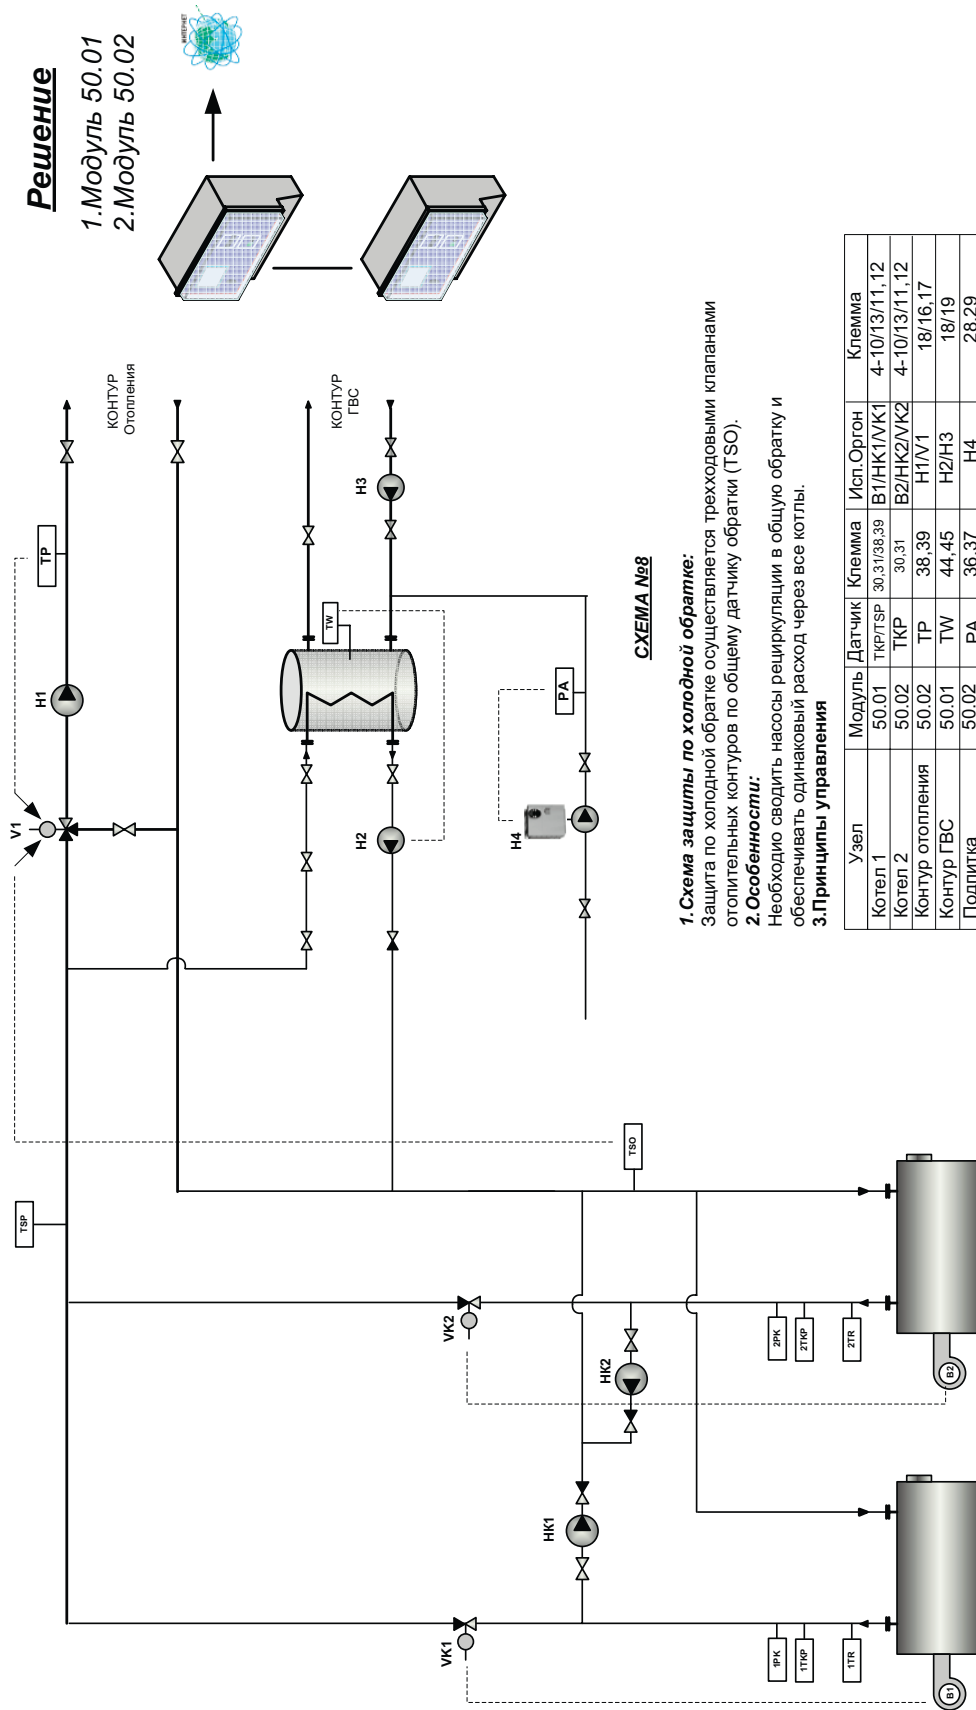 Решение
1.Модуль 50.01
2.Модуль 50.02
ИНТЕРНЕТ
КОНТУР
Отопления
КОНТУР
ГВС
TP
H1
V1
H3
TW
H2
PA
H4
TSP
TSO
VK2
HK2
HK1
VK1
2PK
2TKP
2TR
1PK
1TKP
1TR
B2
B1
СХЕМА №8
1.Схема защиты по холодной обратке:
Защита по холодной обратке осуществляется трехходовыми клапанами
отопительных контуров по общему датчику обратки (TSO).
2.Особенности:
Необходимо сводить насосы рециркуляции в общую обратку и
обеспечивать одинаковый расход через все котлы.
3.Принципы управления
Узел Модуль Датчик Клемма Исп.Оргон Клемма
Котел 1 50.01 TKP/TSP 30,31/38,39 B1/HK1/VK1 4-10/13/11,12
Котел 2 50.02 TKP 30,31 B2/HK2/VK2 4-10/13/11,12
Контур отопления 50.02 TP 38,39 H1/V1 18/16,17
Контур ГВС 50.01 TW 44,45 H2/H3 18/19
Подпитка 50.02 PA 36,37 H4 28,29